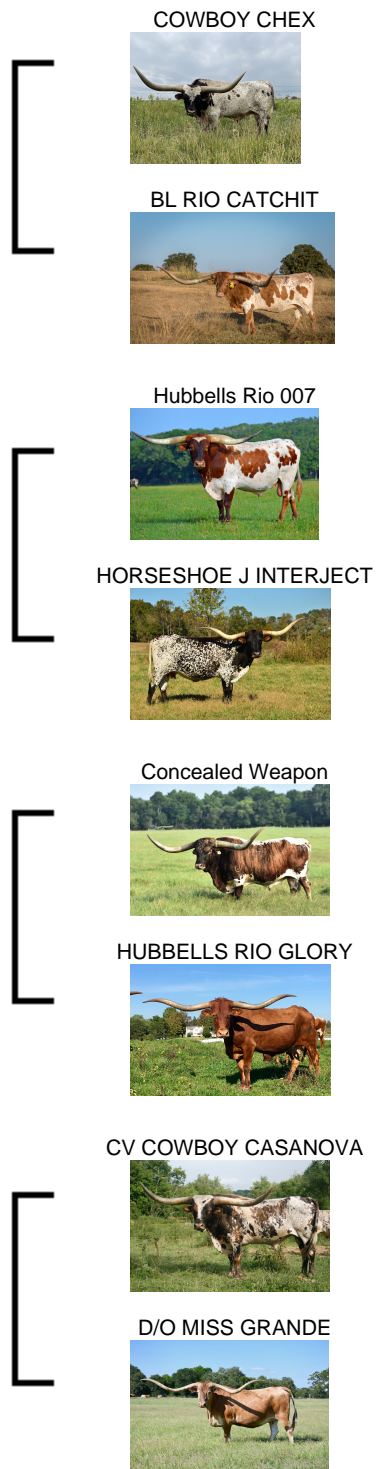 COWBOY CHEX
BL RIO CATCHIT
Hubbells Rio 007
HORSESHOE J INTERJECT
Concealed Weapon
HUBBELLS RIO GLORY
CV COWBOY CASANOVA
D/O MISS GRANDE